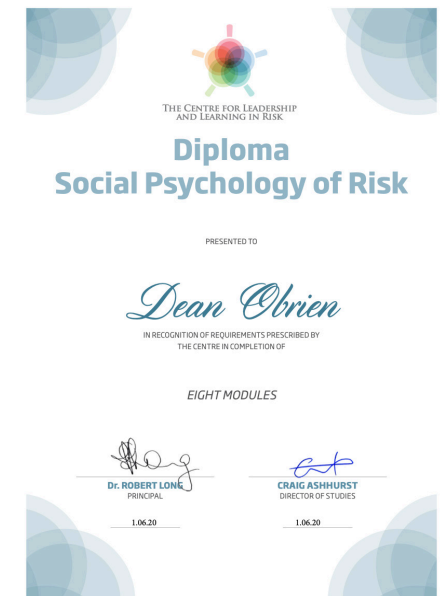 THE CENTRE FOR LEADERSHIP
AND LEARNING IN RISK
Diploma
Social Psychology of Risk
PRESENTED TO
Dean Obrien
IN RECOGNITION OF REQUIREMENTS PRESCRIBED BY
THE CENTRE IN COMPLETION OF
EIGHT MODULES
Dr. ROBERT LONG
PRINCIPAL
1.06.20
CRAIG ASHHURST
DIRECTOR OF STUDIES
1.06.20